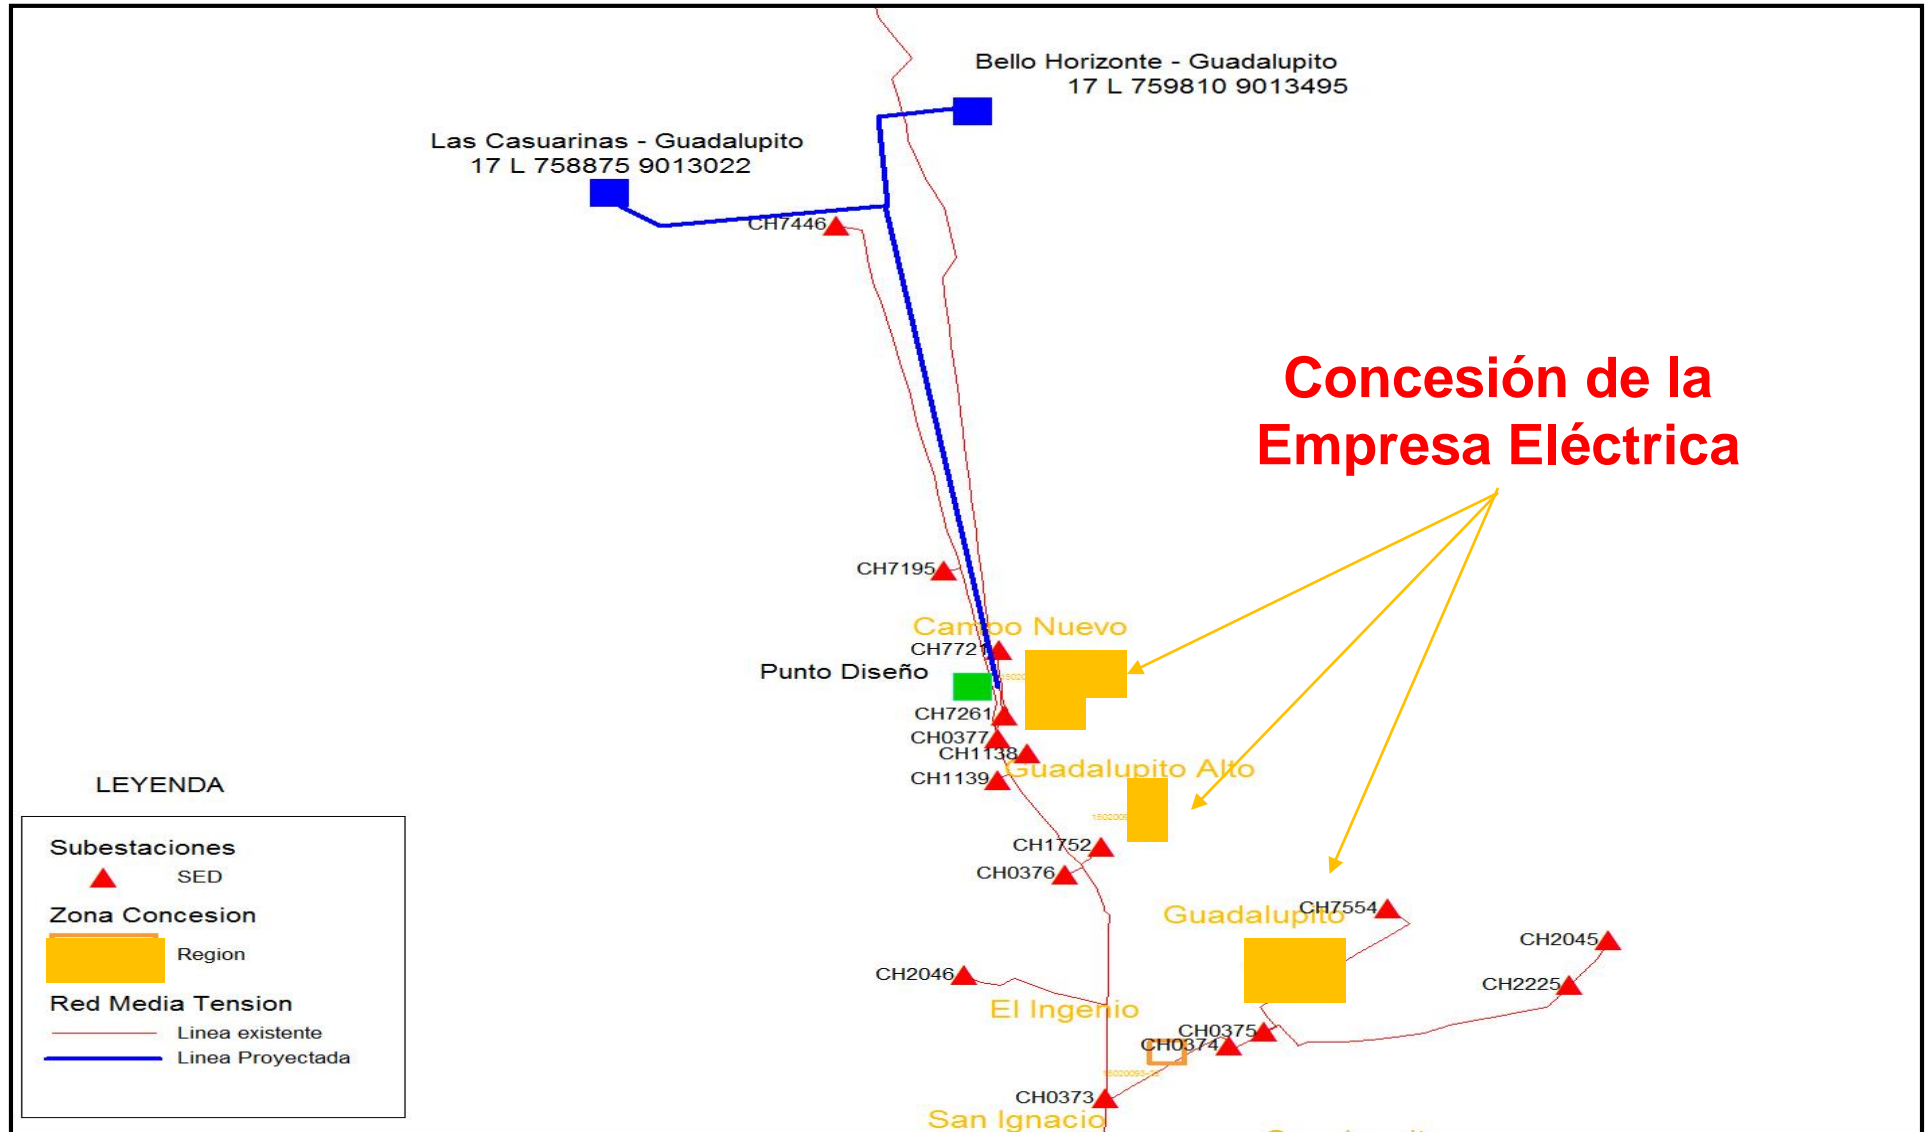 Bello Horizonte - Guadalupito
17 L 759810 9013495
Las Casuarinas - Guadalupito
17 L 758875 9013022
CH7446
Concesión de la
Empresa Eléctrica
CH7195
Campo Nuevo
CH7721
Punto Diseño
CH7261
CH0377
CH1138
Guadalupito Alto
CH1139
CH1752
CH0376
Guadalupito
CH7554
CH2045
CH2046
CH2225
El Ingenio
CH0375
CH0374
CH0373
San Ignacio
LEYENDA
Subestaciones
SED
Zona Concesion
Region
Red Media Tension
Linea existente
Linea Proyectada